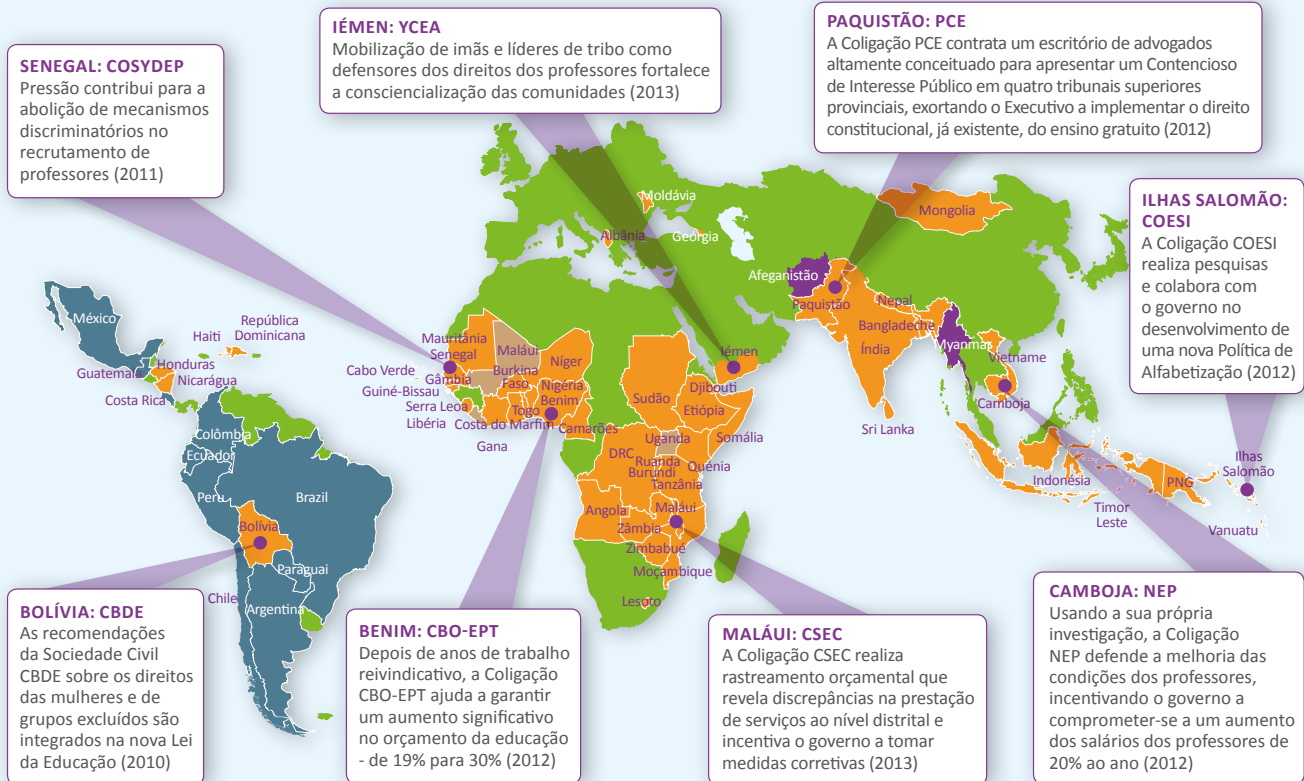 IÉMEN: YCEA
Mobilização de imãs e líderes de tribo como
defensores dos direitos dos professores fortalece
a consciencialização das comunidades (2013)
PAQUISTÃO: PCE
A Coligação PCE contrata um escritório de advogados
altamente conceituado para apresentar um Contencioso
de Interesse Público em quatro tribunais superiores
provinciais, exortando o Executivo a implementar o direito
constitucional, já existente, do ensino gratuito (2012)
SENEGAL: COSYDEP
Pressão contribui para a
abolição de mecanismos
discriminatórios no
recrutamento de
professores (2011)
ILHAS SALOMÃO:
COESI
A Coligação COESI
realiza pesquisas
e colabora com
o governo no
desenvolvimento de
uma nova Política de
Alfabetização (2012)
Moldávia
Albânia
Geórgia
Mongolia
Afeganistão
Paquistão
Nepal
Bangladeche
Índia
Myanmar
Vietname
Camboja
Sri Lanka
Indonésia
Timor
Leste
PNG
Ilhas
Salomão
Vanuatu
México
Haiti
República
Dominicana
Honduras
Guatemala
Nicarágua
Costa Rica
Colômbia
Ecuador
Peru
Brazil
Bolívia
Paraguai
Chile
Argentina
Mauritânia
Senegal
Maláui
Níger
Cabo Verde
Gâmbia
Burkina
Faso
Guiné-Bissau
Nigéria
Benim
Serra Leoa
Togo
Libéria
Costa do Marfim
Camarões
Gana
Iémen
Djibouti
Sudão
Etiópia
Somália
Uganda
DRC
Ruanda
Burundi
Quénia
Tanzânia
Angola
Maláui
Zâmbia
Zimbabué
Moçambique
Lesoto
BOLÍVIA: CBDE
As recomendações
da Sociedade Civil
CBDE sobre os direitos
das mulheres e de
grupos excluídos são
integrados na nova Lei
da Educação (2010)
BENIM: CBO-EPT
Depois de anos de trabalho
reivindicativo, a Coligação
CBO-EPT ajuda a garantir
um aumento significativo
no orçamento da educação
- de 19% para 30% (2012)
MALÁUI: CSEC
A Coligação CSEC realiza
rastreamento orçamental que
revela discrepâncias na prestação
de serviços ao nível distrital e
incentiva o governo a tomar
medidas corretivas (2013)
CAMBOJA: NEP
Usando a sua própria
investigação, a Coligação
NEP defende a melhoria das
condições dos professores,
incentivando o governo a
comprometer-se a um aumento
dos salários dos professores de
20% ao ano (2012)